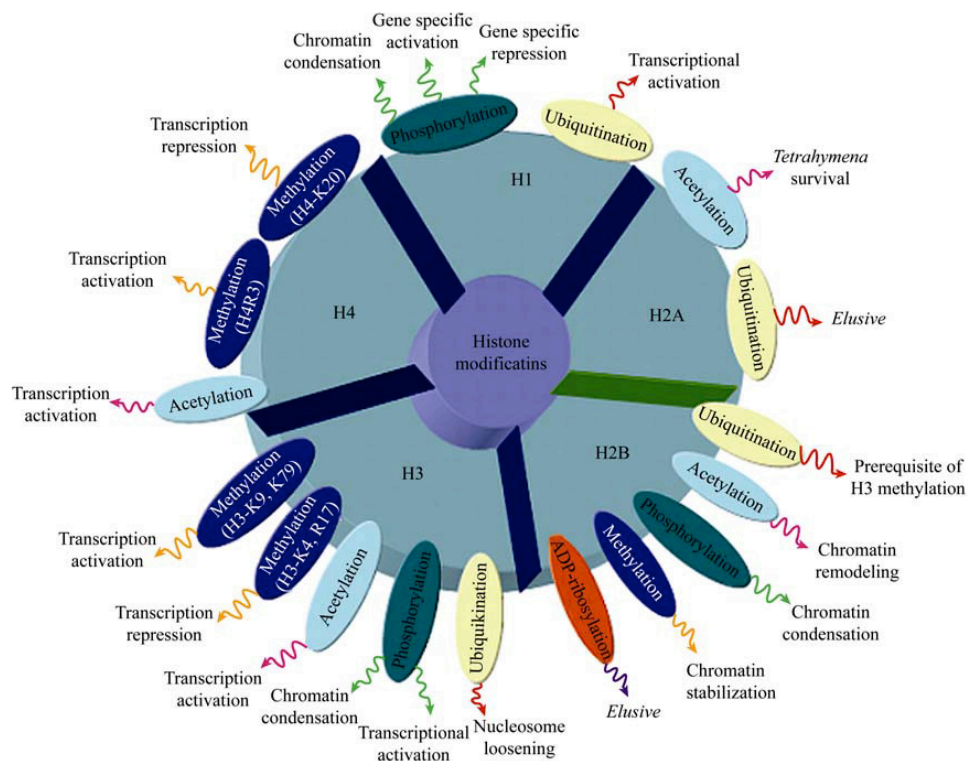 Gene specific
activation
Gene specific
repression
Chromatin
condensation
Transcriptional
activation
Phosphorylation
Ubiquitination
Transcription
repression
Methylation
(H4-K20)
H1
Acetylation
Tetrahymena
survival
Transcription
activation
Methylation
(H4R3)
H4
H2A
Ubiquitination
Elusive
Histone
modificatins
Transcription
activation
Acetylation
Ubiquitination
Prerequisite of
H3 methylation
H3
H2B
Methylation
(H3-K9, K79)
Transcription
activation
Methylation
(H3-K4, R17)
Transcription
repression
Acetylation
Transcription
activation
Phosphorylation
Chromatin
condensation
Transcriptional
activation
Ubiquikination
Nucleosome
loosening
ADP-ribosylation
Elusive
Methylation
Chromatin
stabilization
Phosphorylation
Chromatin
condensation
Acetylation
Chromatin
remodeling